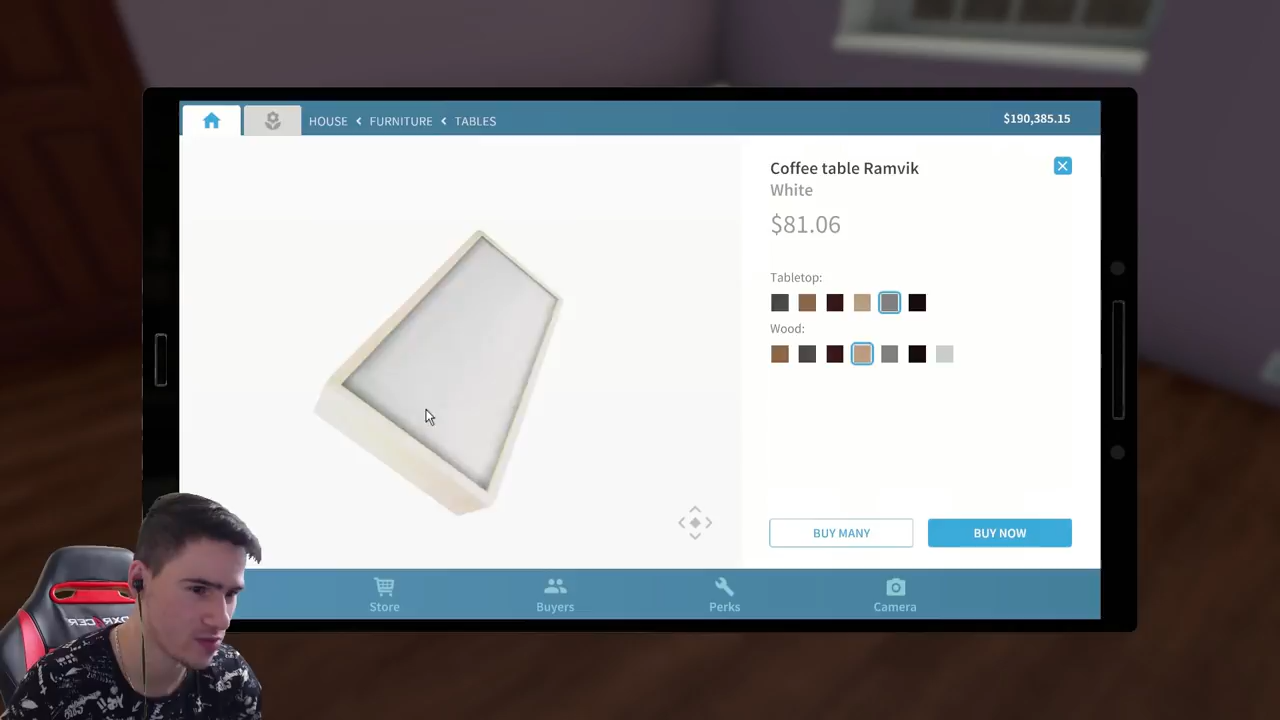 HOUSE < FURNITURE < TABLES
$190,385.15
Coffee table Ramvik
White
$81.06
Tabletop:
Wood:
BUY MANY
BUY NOW
Store
Buyers
Perks
Camera